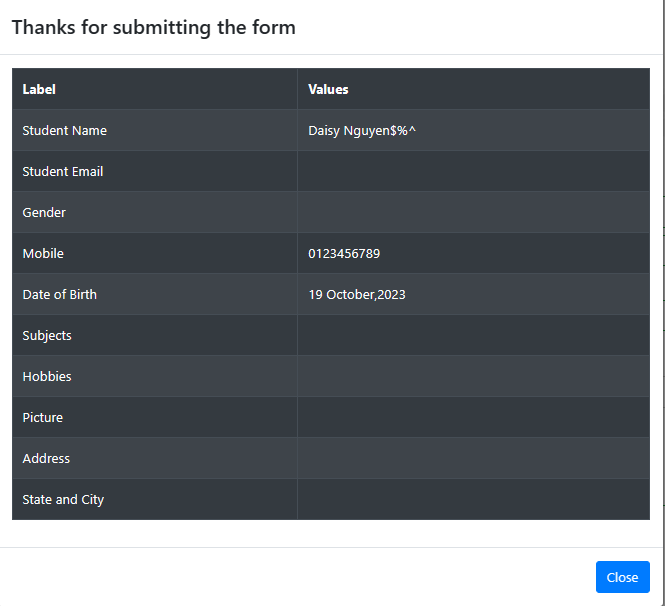 Thanks for submitting the form
Label Values
Student Name Daisy Nguyen$%^
Student Email
Gender
Mobile 0123456789
Date of Birth 19 October,2023
Subjects
Hobbies
Picture
Address
State and City
Close